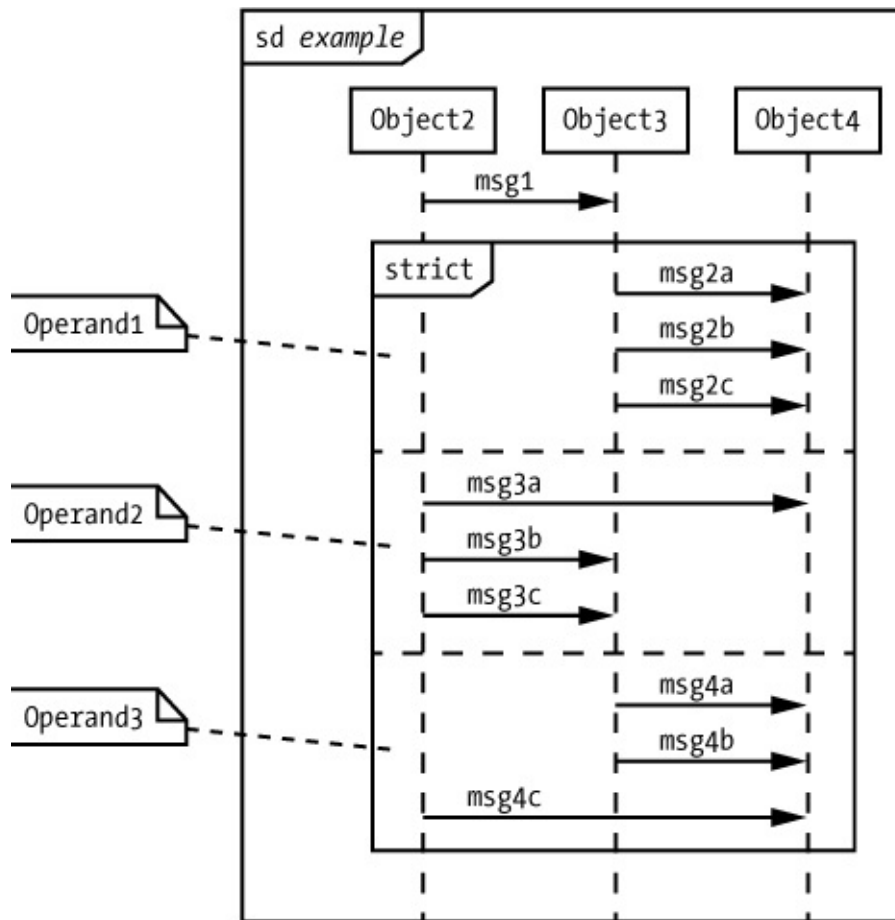 sd example
Object2 Object3 Object4
msg1
strict
msg2a
Operand1
msg2b
msg2c
msg3a
Operand2
msg3b
msg3c
msg4a
Operand3
msg4b
msg4c